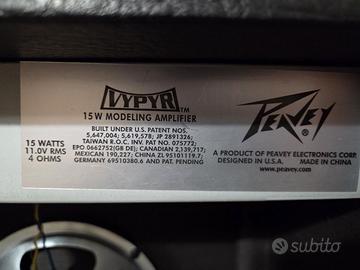 VYPYR™
15W MODELING AMPLIFIER
BUILT UNDER U.S. PATENT NOS.
5,647,004; 5,619,578; JP 2891326;
TAIWAN R.O.C. INV. PAT NO. 075772;
EPO 0662752(GB DE); CANADIAN 2,139,717;
MEXICAN 190,227; CHINA ZL 95101119.7;
GERMANY 69510380.6 AND PAT. PENDING
15 WATTS
11.0V RMS
4 OHMS
PEAVEY®
A PRODUCT OF PEAVEY ELECTRONICS CORP.
DESIGNED IN U.S.A. MADE IN CHINA
www.peavey.com
subito